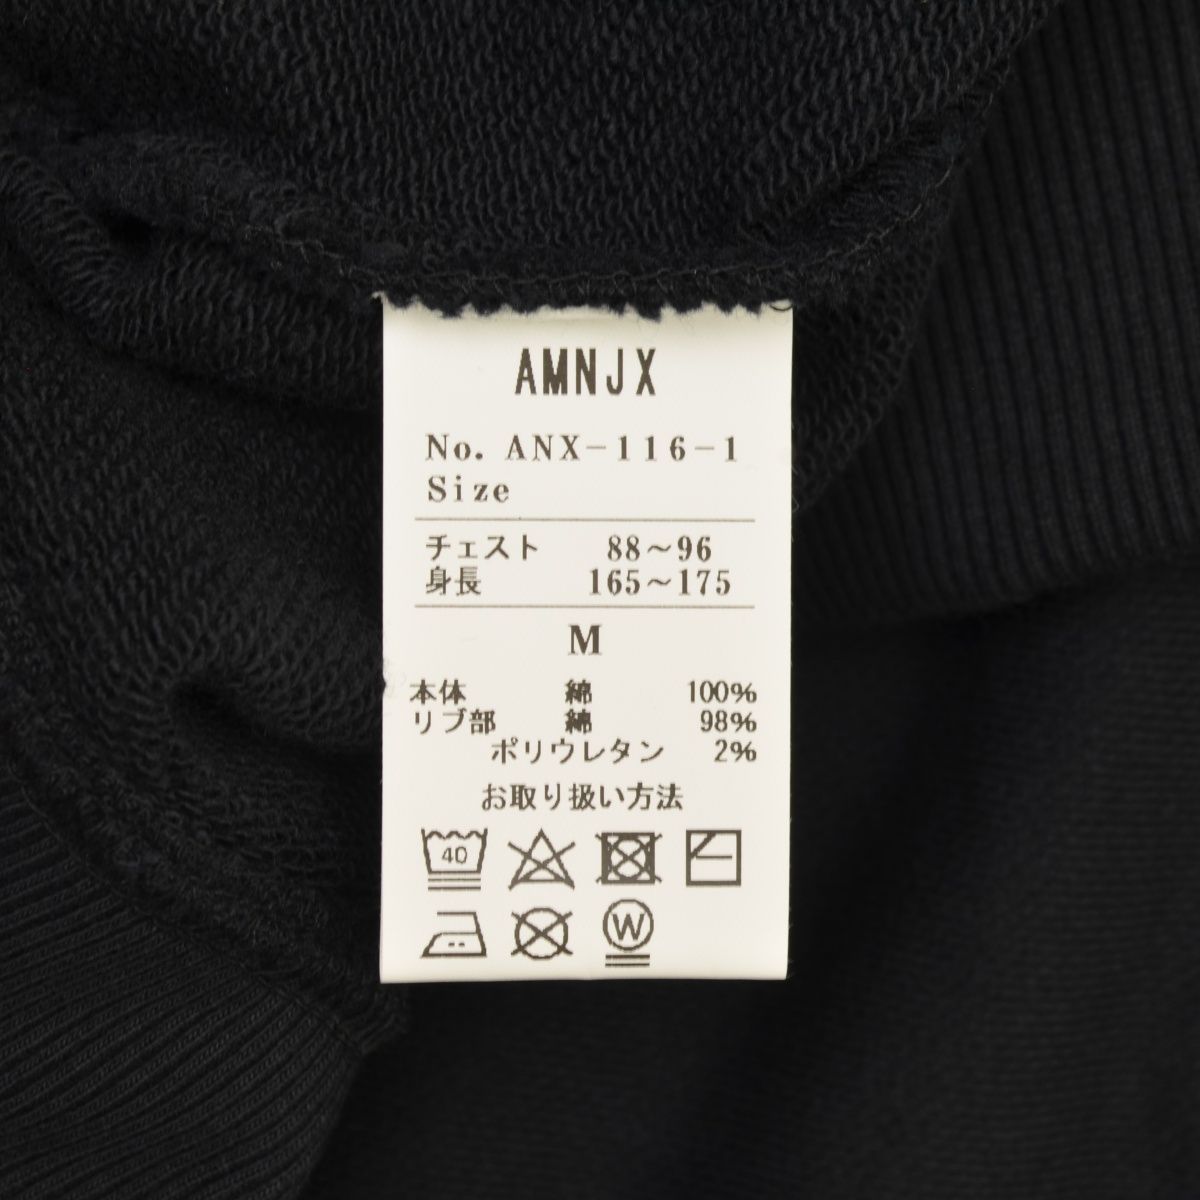 AMNJX
No. ANX-116-1
Size
チェスト 88～96
身長 165～175
M
本体 綿 100%
リブ部 綿 98%
ポリウレタン 2%
お取り扱い方法
40
W